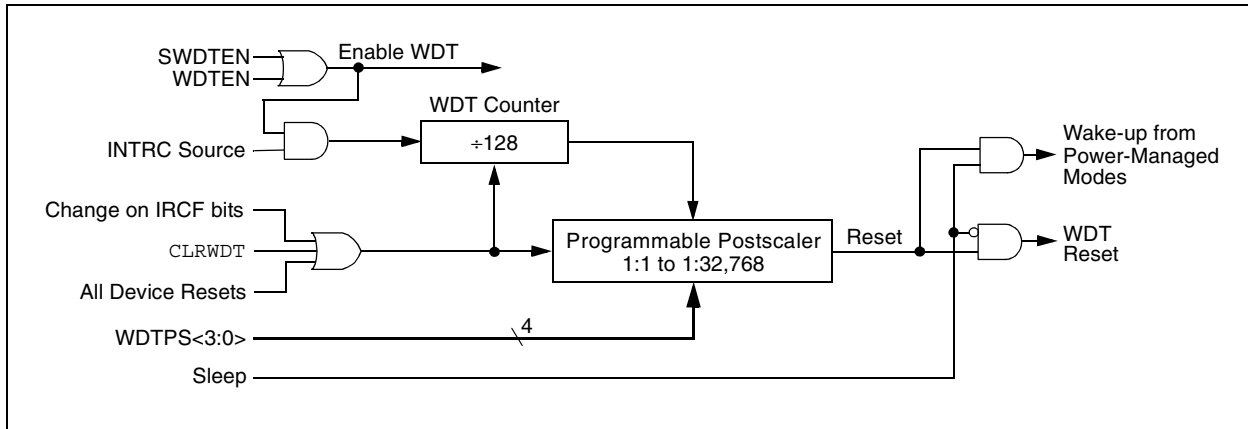 SWDTEN
WDTEN
Enable WDT
WDT Counter
INTRC Source
÷128
Wake-up from
Power-Managed
Modes
Change on IRCF bits
CLRWDT
All Device Resets
Programmable Postscaler
1:1 to 1:32,768
Reset
WDT
Reset
WDTPS<3:0>
4
Sleep